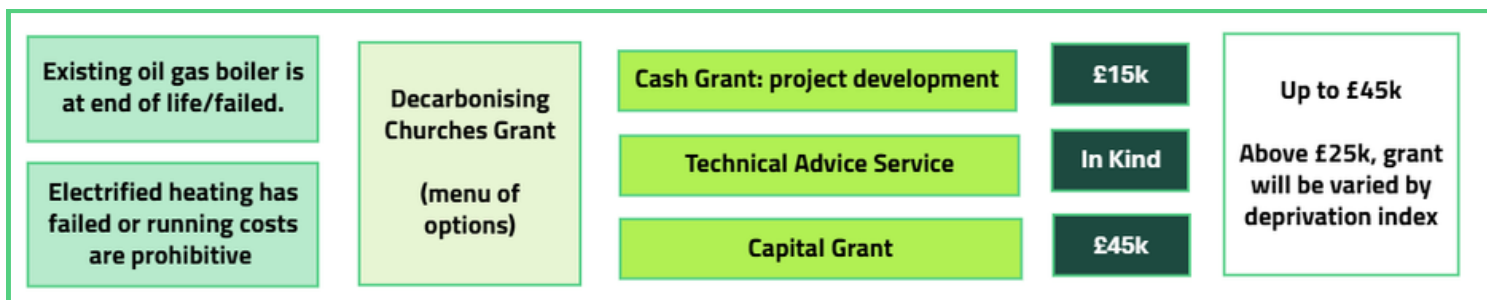 Existing oil gas boiler is
at end of life/failed.
Electrified heating has
failed or running costs
are prohibitive
Decarbonising
Churches Grant
(menu of
options)
Cash Grant: project development
£15k
Technical Advice Service
In Kind
Capital Grant
£45k
Up to £45k
Above £25k, grant
will be varied by
deprivation index